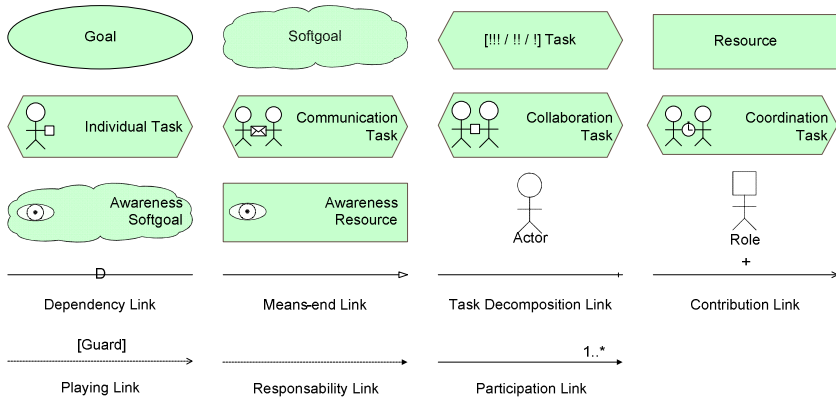 Goal
Softgoal
[!!! / !! / !] Task
Resource
Individual Task
Communication
Task
Collaboration
Task
Coordination
Task
Awareness
Softgoal
Awareness
Resource
Actor
Role
D
+
Dependency Link
Means-end Link
Task Decomposition Link
Contribution Link
[Guard]
1..*
Playing Link
Responsability Link
Participation Link